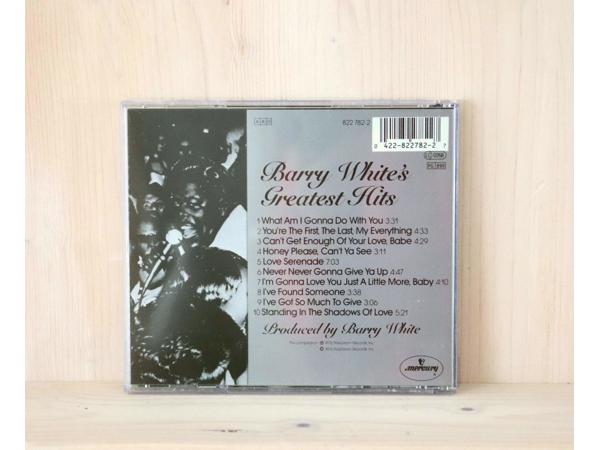 AAD
822 782-2
0 422-822782-2 7
Barry White's
Greatest Hits
1 What Am I Gonna Do With You 3:31
2 You're The First, The Last, My Everything 4:33
3 Can't Get Enough Of Your Love, Babe 4:29
4 Honey Please, Can't Ya See 3:11
5 Love Serenade 7:03
6 Never Never Gonna Give Ya Up 4:47
7 I'm Gonna Love You Just A Little More, Baby 4:10
8 I've Found Someone 3:38
9 I've Got So Much To Give 3:06
10 Standing In The Shadows Of Love 5:21
Produced by Barry White
mercury